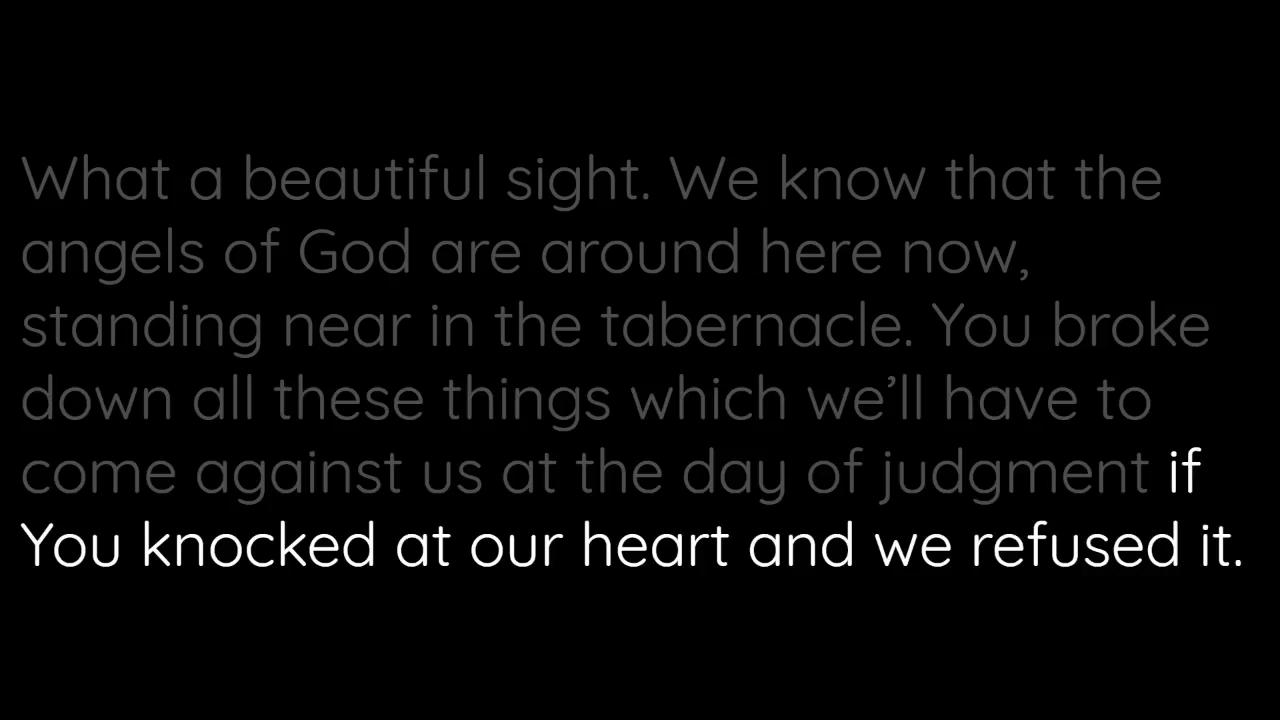 What a beautiful sight. We know that the
angels of God are around here now,
standing near in the tabernacle. You broke
down all these things which we’ll have to
come against us at the day of judgment if
You knocked at our heart and we refused it.